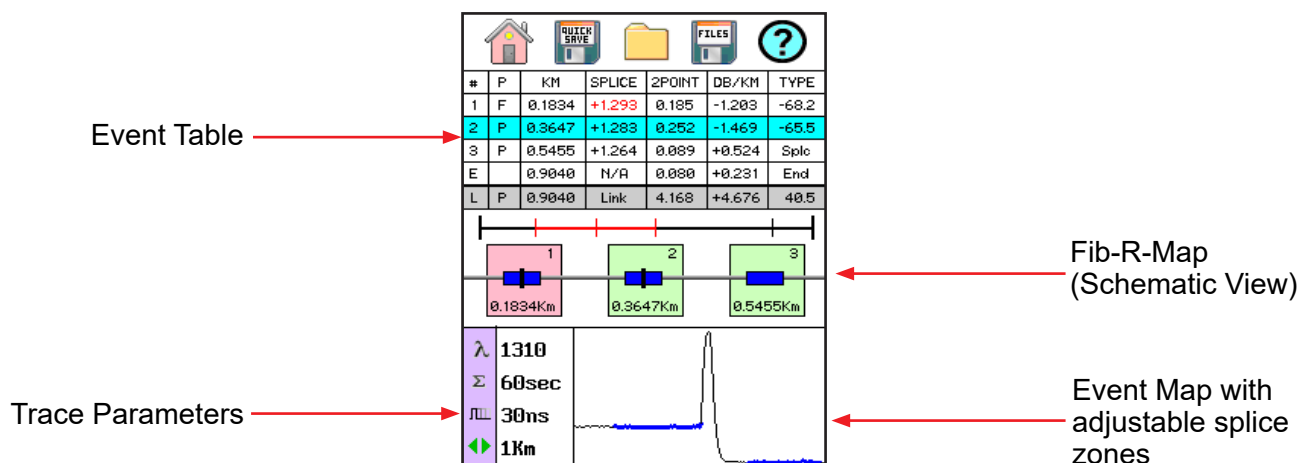 QUICK
SAVE
FILES
?
# P KM SPLICE 2POINT DB/KM TYPE
1 F 0.1834 +1.293 0.185 -1.203 -68.2
2 P 0.3647 +1.283 0.252 -1.469 -65.5
3 P 0.5455 +1.264 0.089 +0.524 Splc
E 0.9040 N/A 0.080 +0.231 End
L P 0.9040 Link 4.168 +4.676 40.5
Event Table
1 2 3
0.1834Km 0.3647Km 0.5455Km
Fib-R-Map
(Schematic View)
λ 1310
Σ 60sec
30ns
1Km
Trace Parameters
Event Map with
adjustable splice
zones